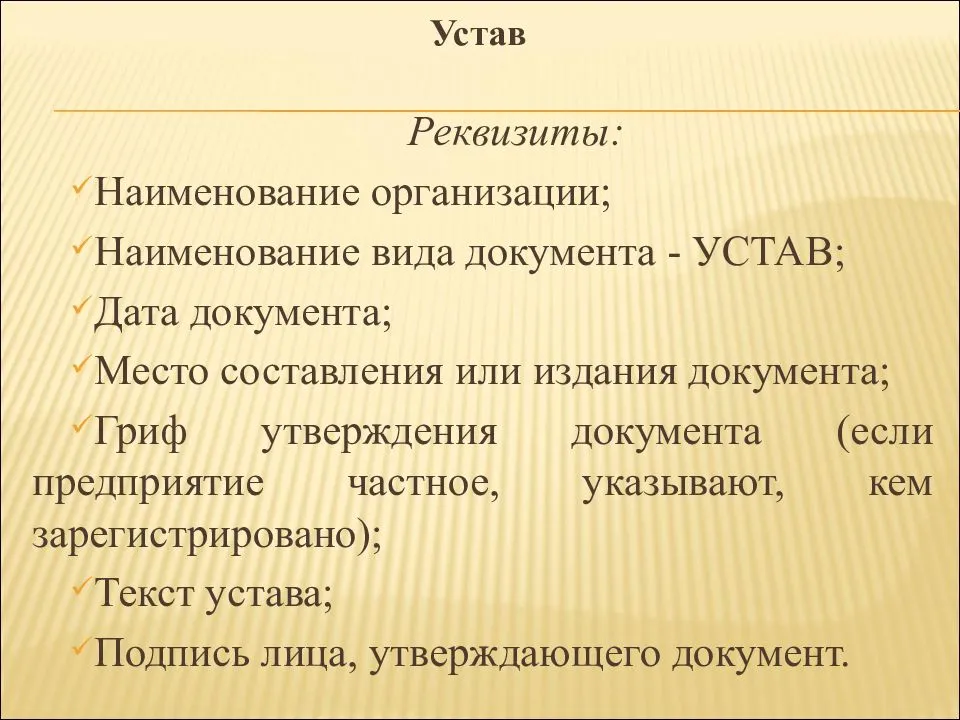 Устав
Реквизиты:
Наименование организации;
Наименование вида документа - УСТАВ;
Дата документа;
Место составления или издания документа;
Гриф утверждения документа (если
предприятие частное, указывают, кем
зарегистрировано);
Текст устава;
Подпись лица, утверждающего документ.